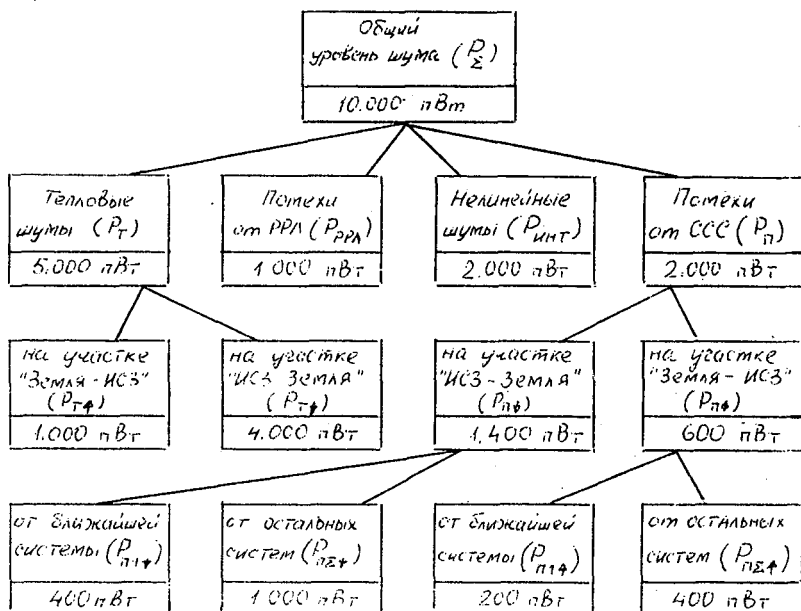 Общий
уровень шума (P_Σ)
10.000 пВт
Тепловые
шумы (P_T)
5.000 пВт
Помехи
от РРЛ (P_РРЛ)
1.000 пВт
Нелинейные
шумы (P_ИНТ)
2.000 пВт
Помехи
от ССС (P_П)
2.000 пВт
на участке
"Земля-ИСЗ"
(P_T↑)
1.000 пВт
на участке
"ИСЗ Земля"
(P_T↓)
4.000 пВт
на участке
"ИСЗ-Земля"
(P_п↓)
1.400 пВт
на участке
"Земля-ИСЗ"
(P_п↑)
600 пВт
от ближайшей
системы (P_п1↓)
400 пВт
от остальных
систем (P_пΣ↓)
1.000 пВт
от ближайшей
системы (P_п1↑)
200 пВт
от остальных
систем (P_пΣ↑)
400 пВт